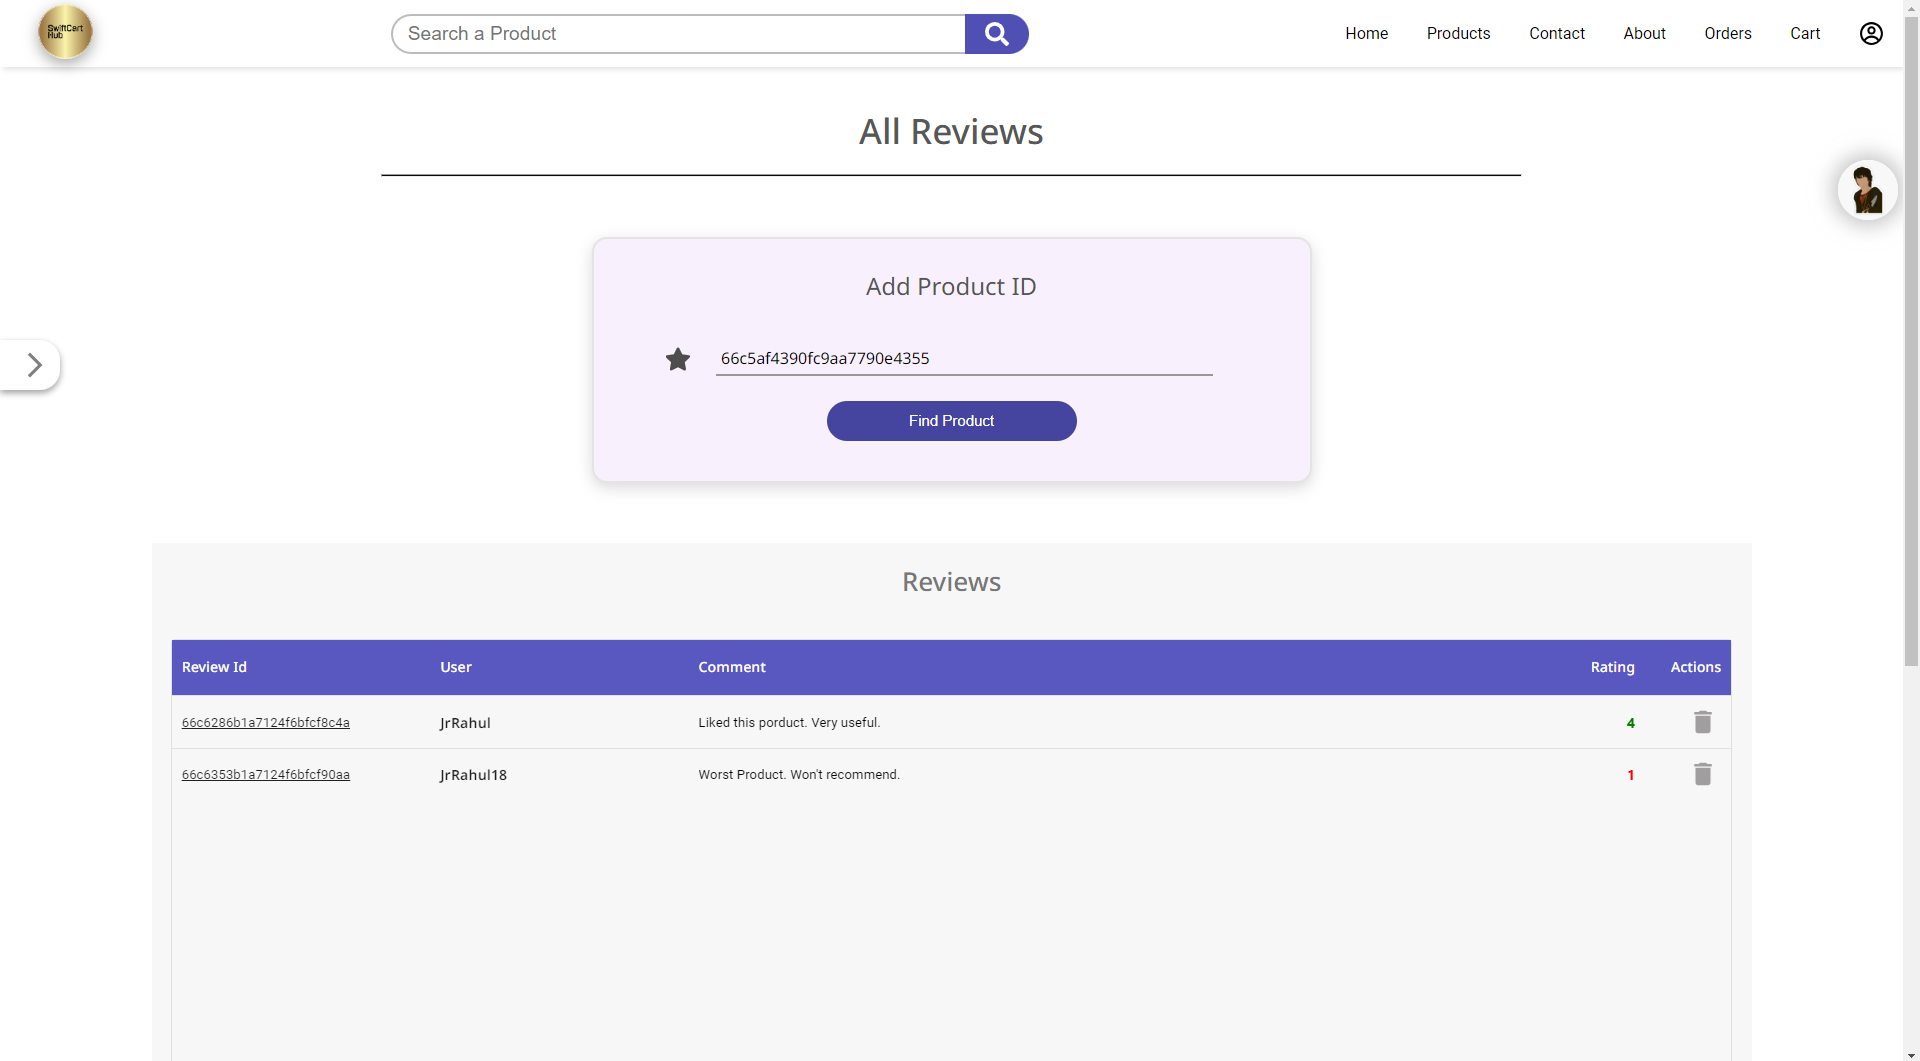 SwiftCart
Hub
Search a Product
Home
Products
Contact
About
Orders
Cart
All Reviews
Add Product ID
66c5af4390fc9aa7790e4355
Find Product
Reviews
Review Id User Comment Rating Actions
66c6286b1a7124f6bfcf8c4a JrRahul Liked this porduct. Very useful. 4
66c6353b1a7124f6bfcf90aa JrRahul18 Worst Product. Won't recommend. 1